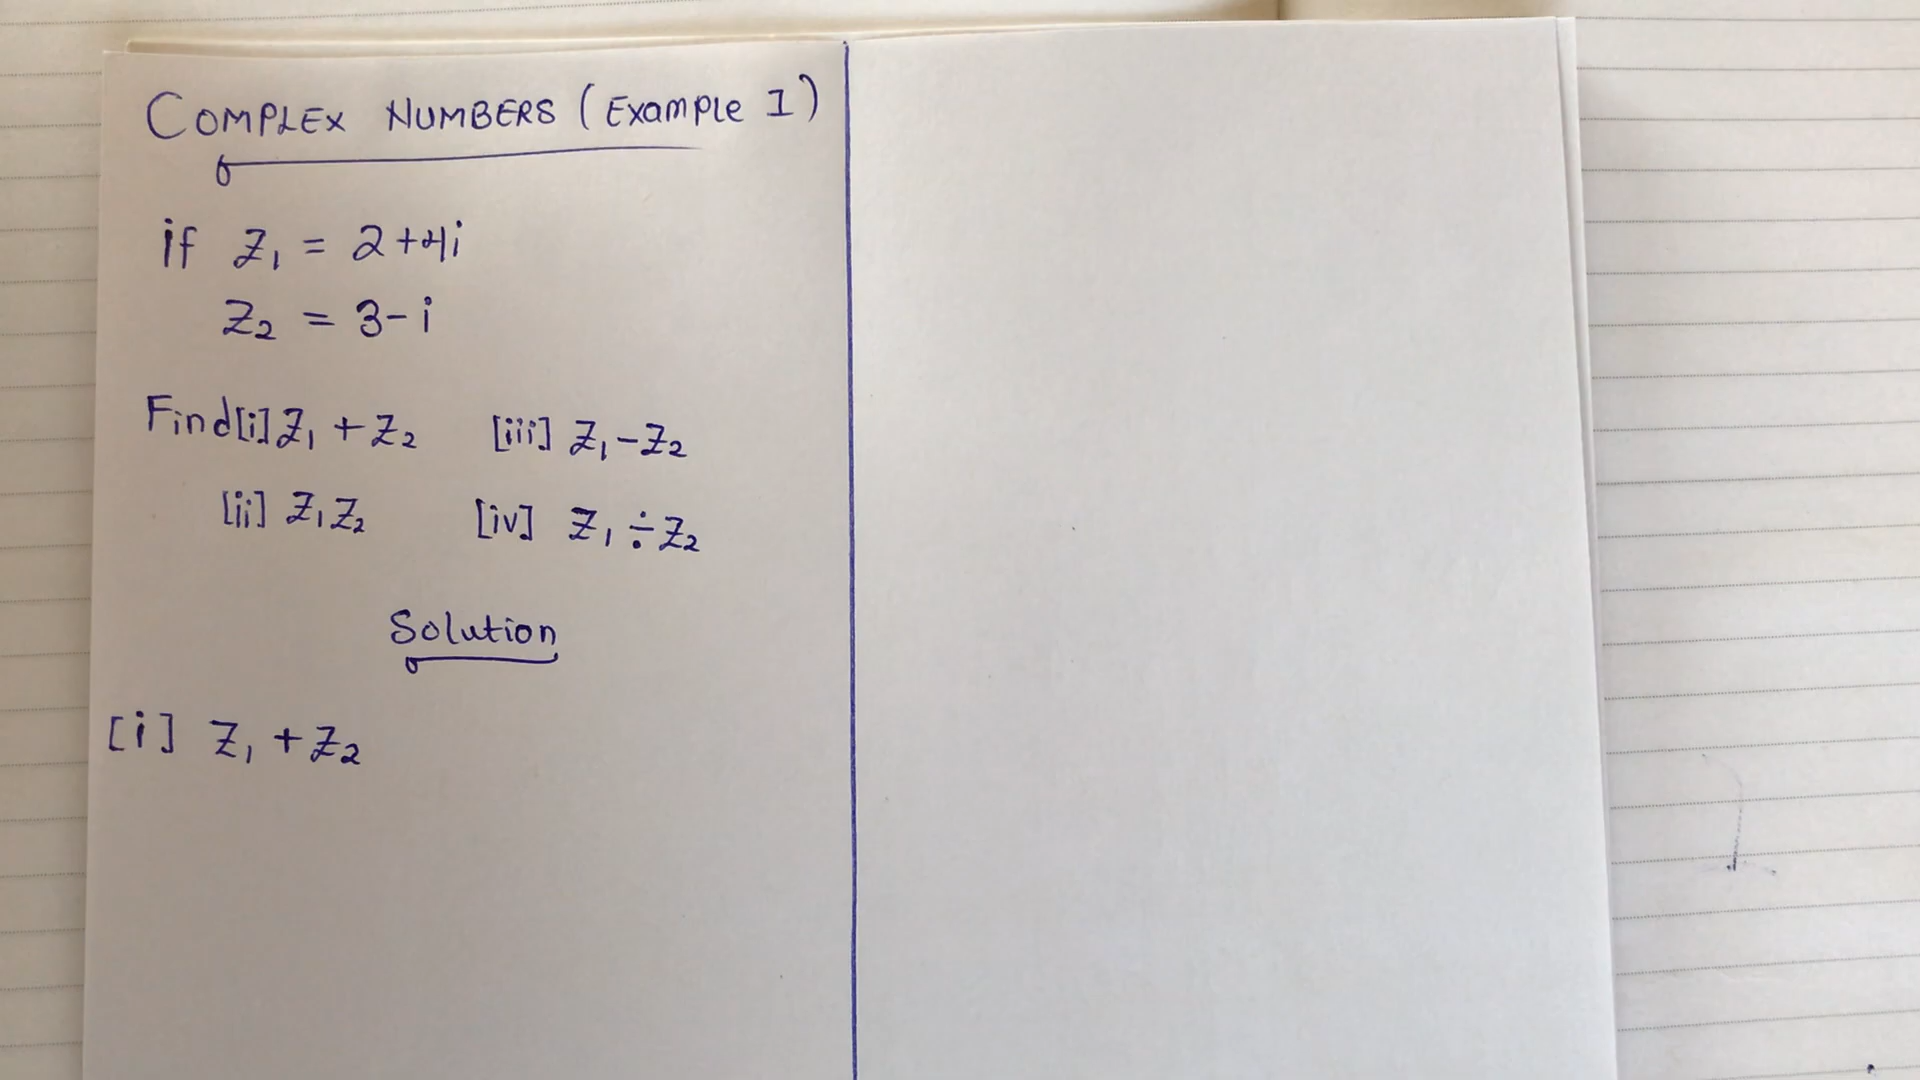 COMPLEX NUMBERS (Example 1)
if Z₁ = 2+4i
Z₂ = 3-i
Find [i] Z₁ + Z₂ [iii] Z₁ - Z₂
[ii] Z₁Z₂ [iv] Z₁ ÷ Z₂
Solution
[i] Z₁ + Z₂